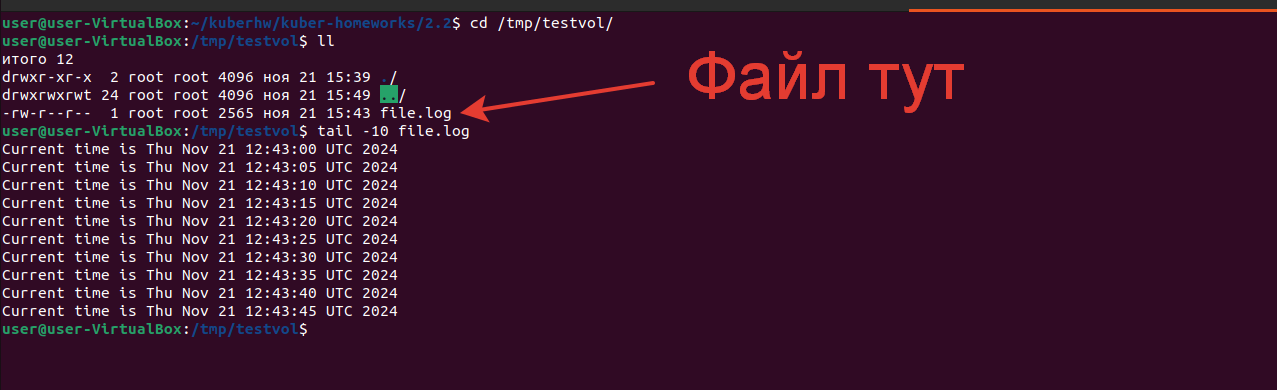 user@user-VirtualBox:~/kuberhw/kuber-homeworks/2.2$ cd /tmp/testvol/
user@user-VirtualBox:/tmp/testvol$ ll
итого 12
drwxr-xr-x  2 root root 4096 ноя 21 15:39 ./
drwxrwxrwt 24 root root 4096 ноя 21 15:49 ../
-rw-r--r--  1 root root 2565 ноя 21 15:43 file.log
Файл тут
user@user-VirtualBox:/tmp/testvol$ tail -10 file.log
Current time is Thu Nov 21 12:43:00 UTC 2024
Current time is Thu Nov 21 12:43:05 UTC 2024
Current time is Thu Nov 21 12:43:10 UTC 2024
Current time is Thu Nov 21 12:43:15 UTC 2024
Current time is Thu Nov 21 12:43:20 UTC 2024
Current time is Thu Nov 21 12:43:25 UTC 2024
Current time is Thu Nov 21 12:43:30 UTC 2024
Current time is Thu Nov 21 12:43:35 UTC 2024
Current time is Thu Nov 21 12:43:40 UTC 2024
Current time is Thu Nov 21 12:43:45 UTC 2024
user@user-VirtualBox:/tmp/testvol$